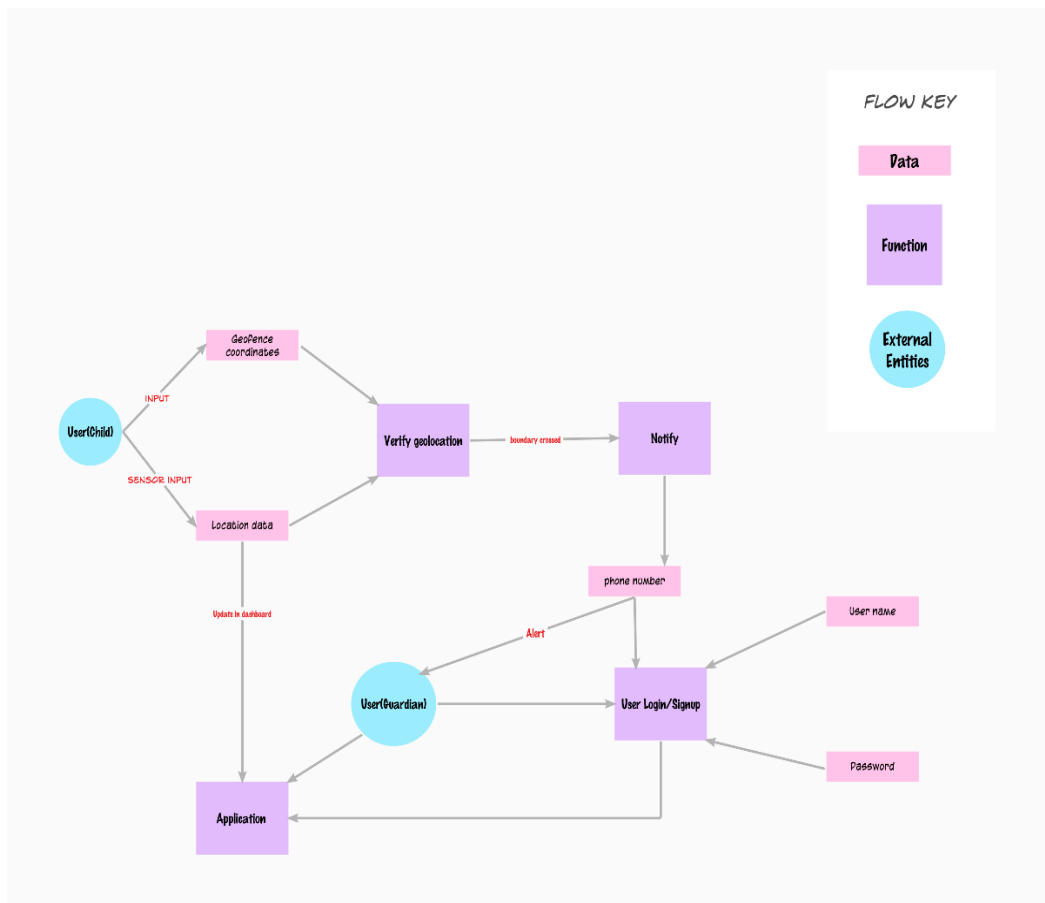 FLOW KEY
Data
Function
External
Entities
Geofence
coordinates
INPUT
User(Child)
Verify geolocation
boundary crossed
Notify
SENSOR INPUT
Location data
phone number
Update in dashboard
Alert
User name
User(Guardian)
User Login/Signup
Password
Application